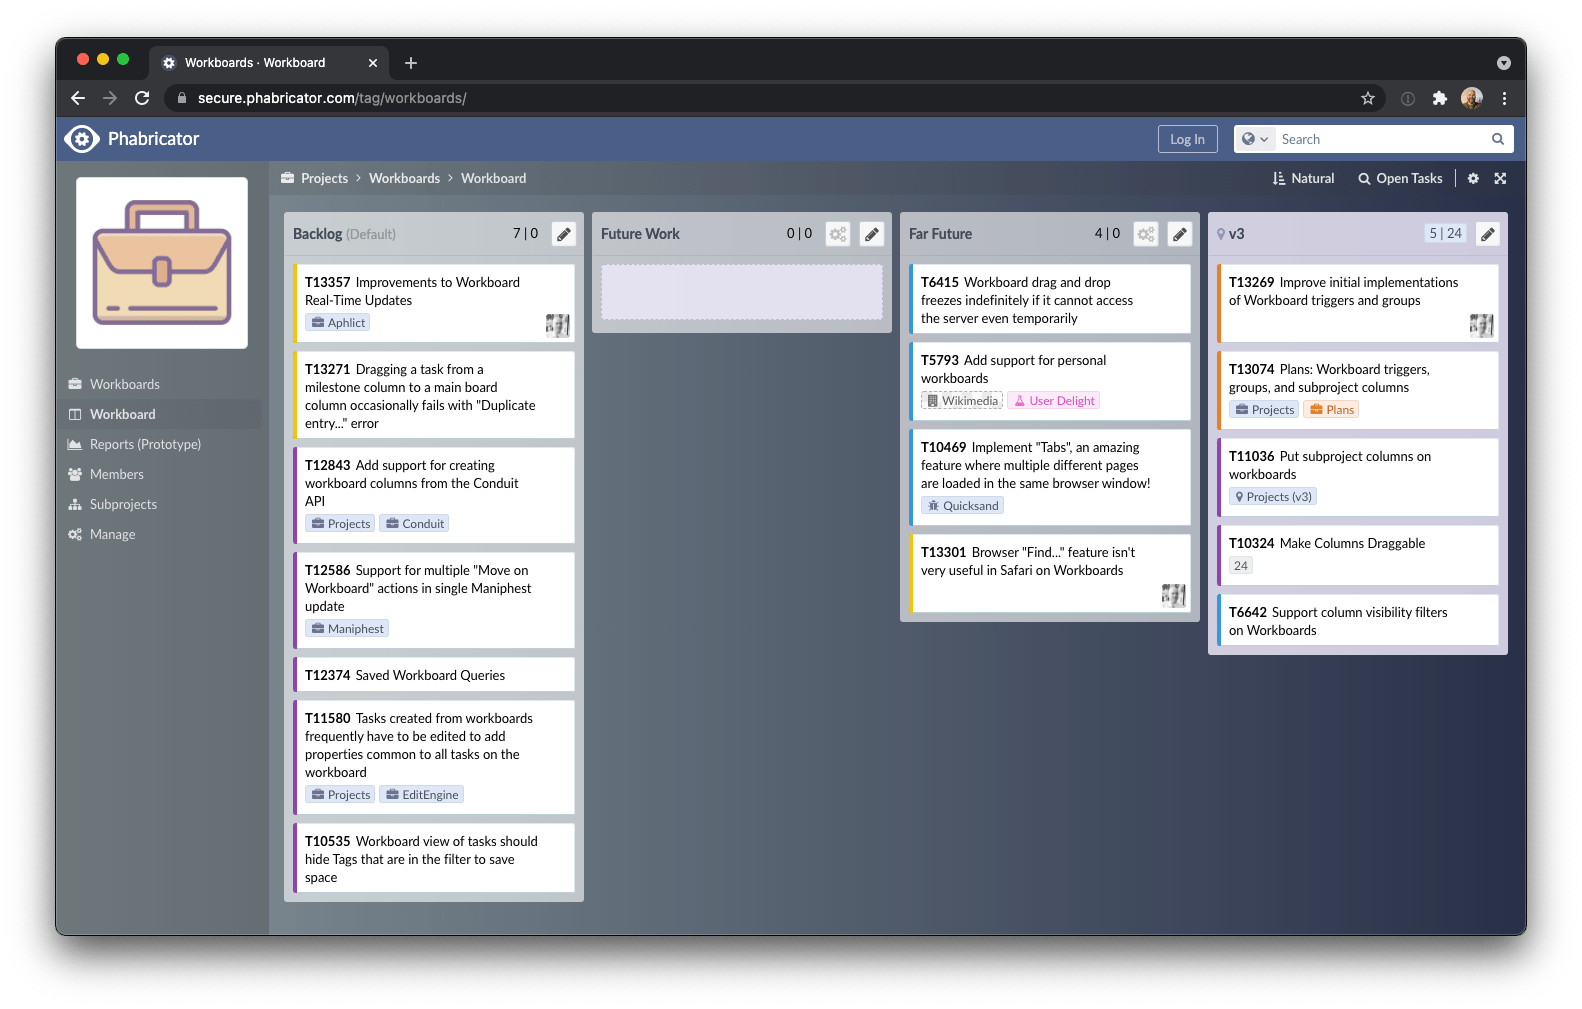 Workboards · Workboard
secure.phabricator.com/tag/workboards/
Phabricator
Log In
Search
Projects > Workboards > Workboard
Natural
Open Tasks
Workboards
Workboard
Reports (Prototype)
Members
Subprojects
Manage
Backlog (Default) 7 | 0
T13357 Improvements to Workboard
Real-Time Updates
Aphlict
T13271 Dragging a task from a
milestone column to a main board
column occasionally fails with "Duplicate
entry..." error
T12843 Add support for creating
workboard columns from the Conduit
API
Projects Conduit
T12586 Support for multiple "Move on
Workboard" actions in single Maniphest
update
Maniphest
T12374 Saved Workboard Queries
T11580 Tasks created from workboards
frequently have to be edited to add
properties common to all tasks on the
workboard
Projects EditEngine
T10535 Workboard view of tasks should
hide Tags that are in the filter to save
space
Future Work 0 | 0
Far Future 4 | 0
T6415 Workboard drag and drop
freezes indefinitely if it cannot access
the server even temporarily
T5793 Add support for personal
workboards
Wikimedia User Delight
T10469 Implement "Tabs", an amazing
feature where multiple different pages
are loaded in the same browser window!
Quicksand
T13301 Browser "Find..." feature isn't
very useful in Safari on Workboards
v3 5 | 24
T13269 Improve initial implementations
of Workboard triggers and groups
T13074 Plans: Workboard triggers,
groups, and subproject columns
Projects Plans
T11036 Put subproject columns on
workboards
Projects (v3)
T10324 Make Columns Draggable
24
T6642 Support column visibility filters
on Workboards